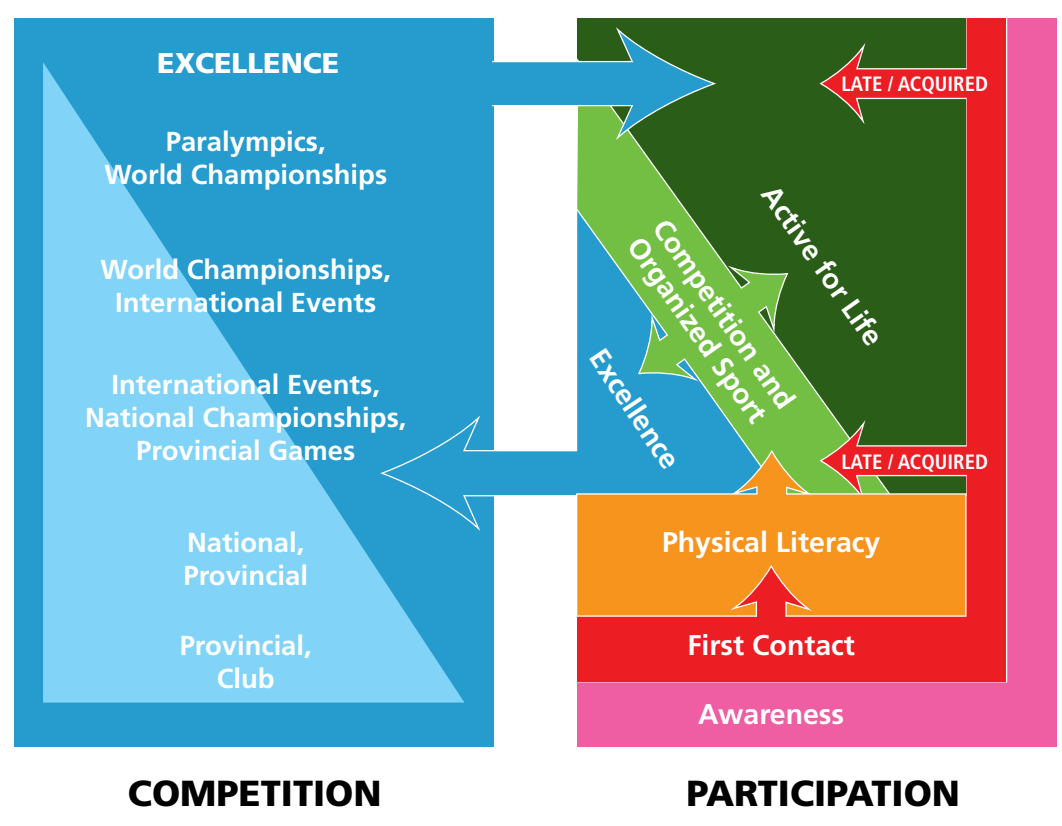 EXCELLENCE
Paralympics,
World Championships
World Championships,
International Events
International Events,
National Championships,
Provincial Games
National,
Provincial
Provincial,
Club
COMPETITION
LATE / ACQUIRED
Active for Life
Competition and
Organized Sport
Excellence
LATE / ACQUIRED
Physical Literacy
First Contact
Awareness
PARTICIPATION